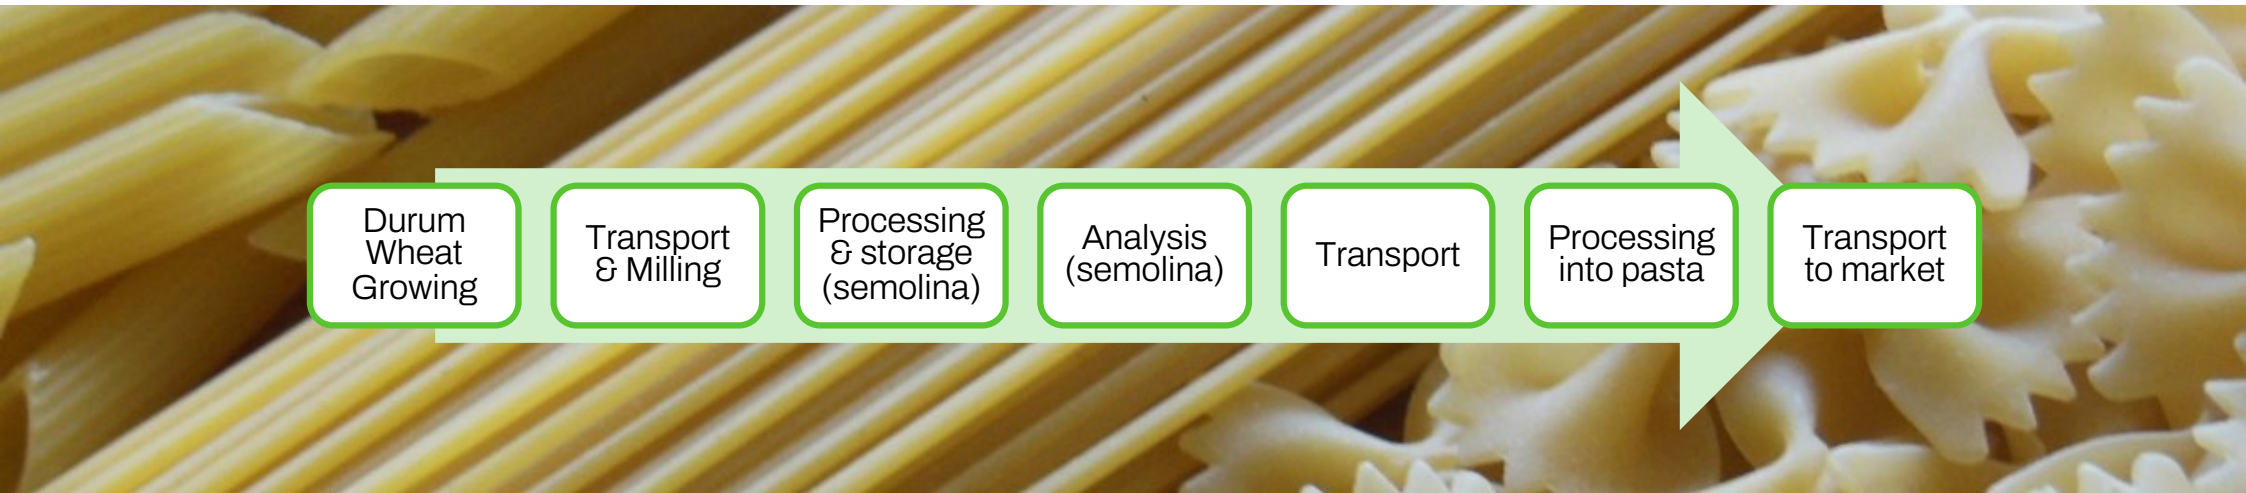 Durum
Wheat
Growing
Transport
& Milling
Processing
& storage
(semolina)
Analysis
(semolina)
Transport
Processing
into pasta
Transport
to market